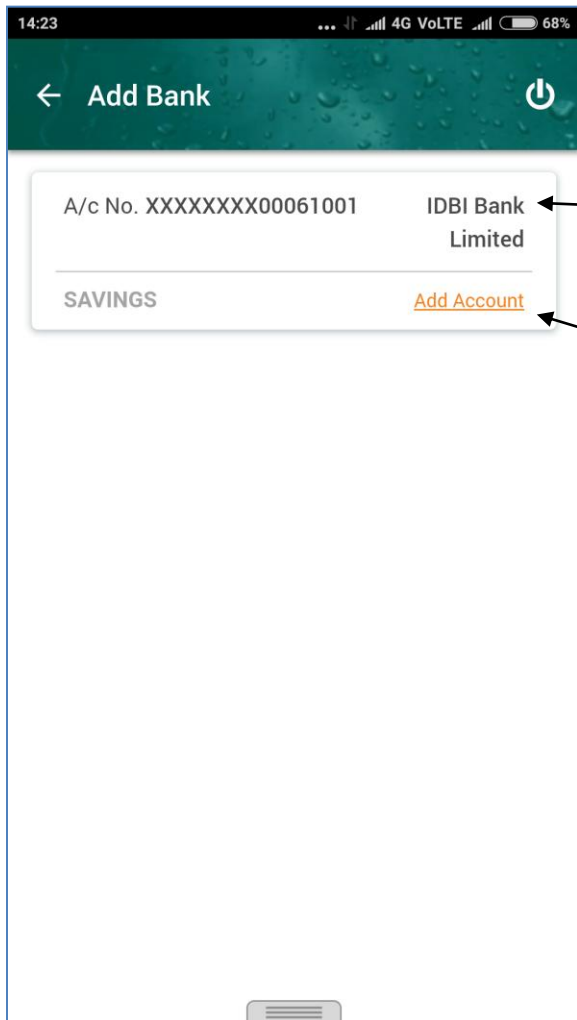 14:23 ... 4G VoLTE 68%
Add Bank
A/c No. XXXXXXXX00061001 IDBI Bank
Limited
SAVINGS Add Account